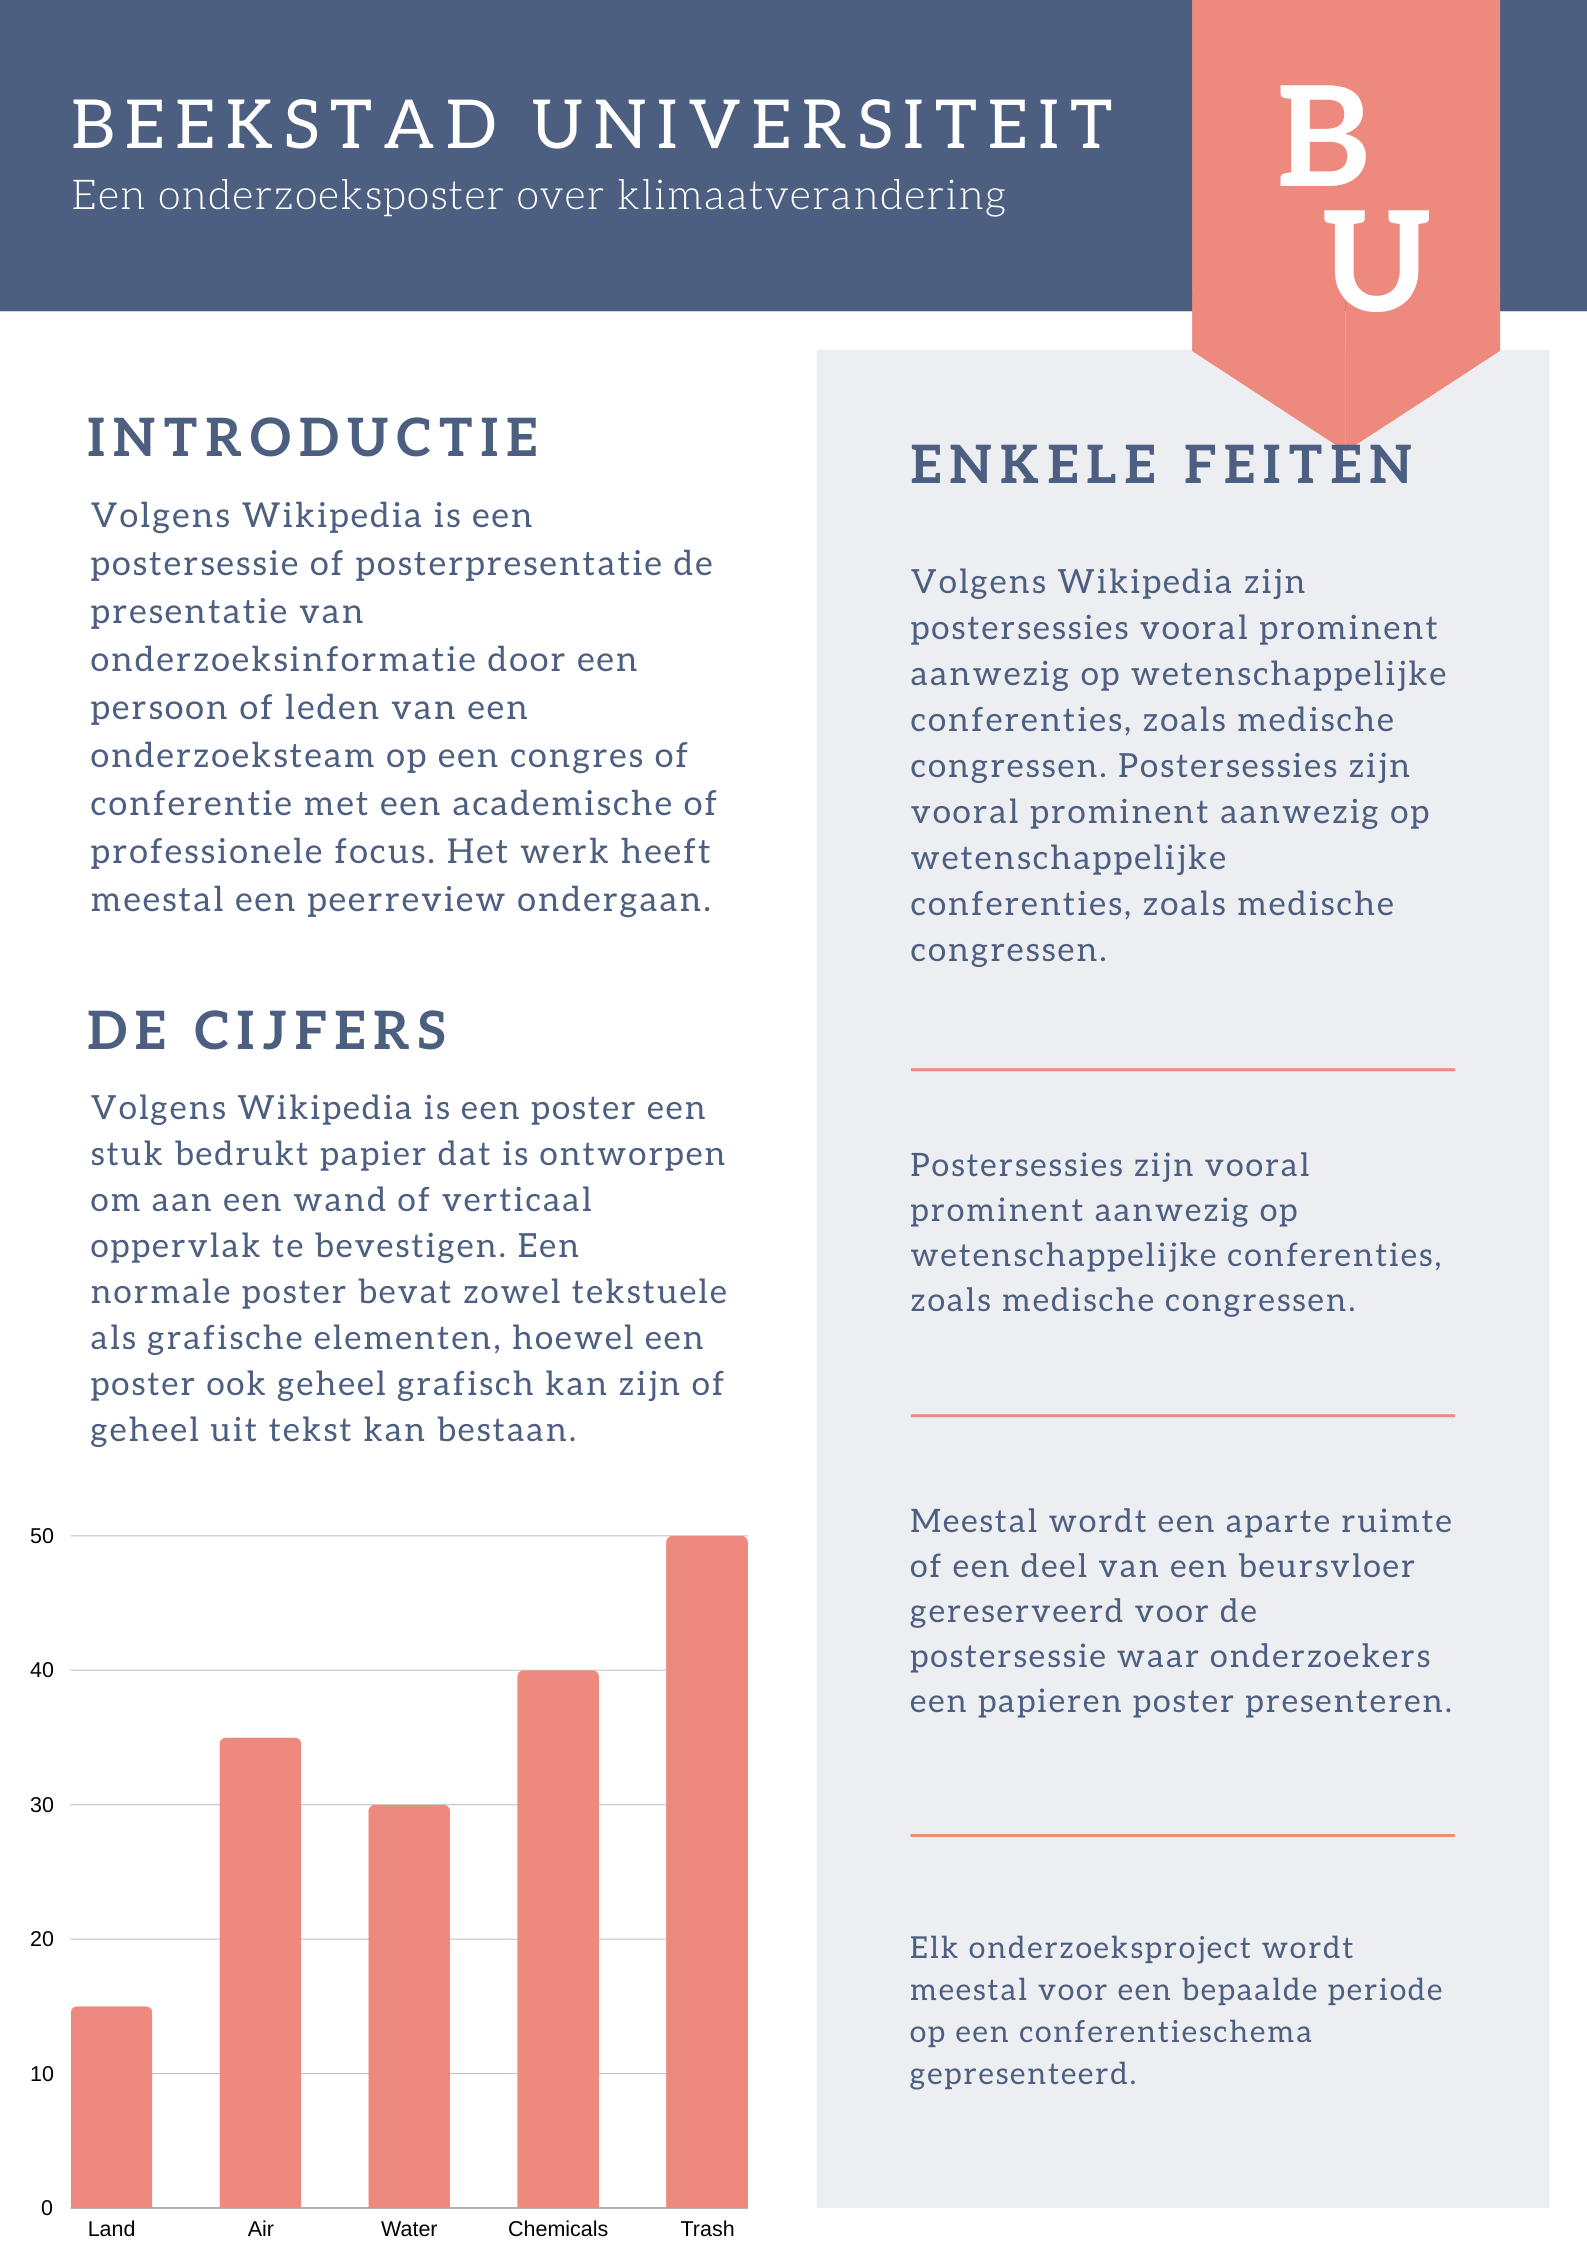 BEEKSTAD UNIVERSITEIT
Een onderzoeksposter over klimaatverandering
B
U
INTRODUCTIE
Volgens Wikipedia is een
postersessie of posterpresentatie de
presentatie van
onderzoeksinformatie door een
persoon of leden van een
onderzoeksteam op een congres of
conferentie met een academische of
professionele focus. Het werk heeft
meestal een peerreview ondergaan.
DE CIJFERS
Volgens Wikipedia is een poster een
stuk bedrukt papier dat is ontworpen
om aan een wand of verticaal
oppervlak te bevestigen. Een
normale poster bevat zowel tekstuele
als grafische elementen, hoewel een
poster ook geheel grafisch kan zijn of
geheel uit tekst kan bestaan.
50
40
30
20
10
0
Land Air Water Chemicals Trash
ENKELE FEITEN
Volgens Wikipedia zijn
postersessies vooral prominent
aanwezig op wetenschappelijke
conferenties, zoals medische
congressen. Postersessies zijn
vooral prominent aanwezig op
wetenschappelijke
conferenties, zoals medische
congressen.
Postersessies zijn vooral
prominent aanwezig op
wetenschappelijke conferenties,
zoals medische congressen.
Meestal wordt een aparte ruimte
of een deel van een beursvloer
gereserveerd voor de
postersessie waar onderzoekers
een papieren poster presenteren.
Elk onderzoeksproject wordt
meestal voor een bepaalde periode
op een conferentieschema
gepresenteerd.